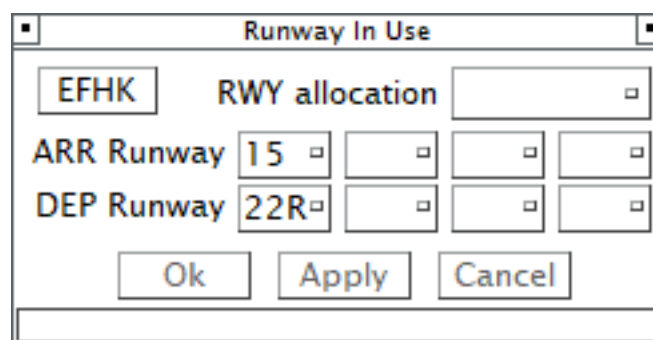 Runway In Use
EFHK RWY allocation
ARR Runway 15
DEP Runway 22R
Ok Apply Cancel